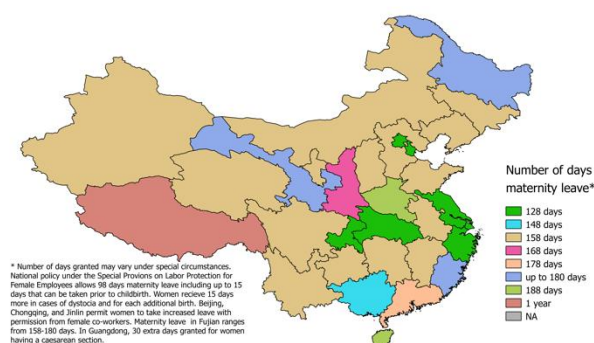 Number of days
maternity leave*
128 days
148 days
158 days
168 days
178 days
up to 180 days
188 days
1 year
NA
* Number of days granted may vary under special circumstances.
National policy under the Special Provisions on Labor Protection for
Female Employees allows 98 days maternity leave including up to 15
days that can be taken prior to childbirth. Women recieve 15 days
more in cases of dystocia and for each additional birth. Beijing,
Chongqing, and Jinlin permit women to take increased leave with
permission from female co-workers. Maternity leave in Fujian ranges
from 158-180 days. In Guangdong, 30 extra days granted for women
having a caesarean section.